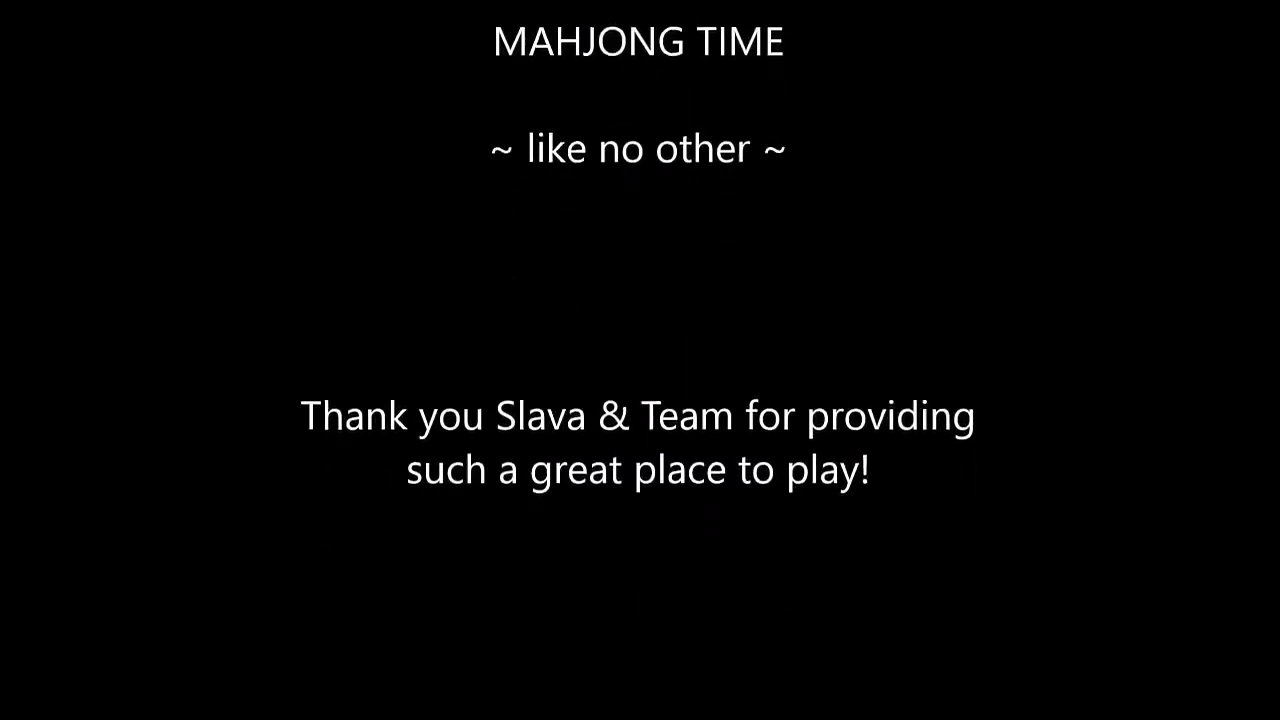 MAHJONG TIME
~ like no other ~
Thank you Slava & Team for providing
such a great place to play!